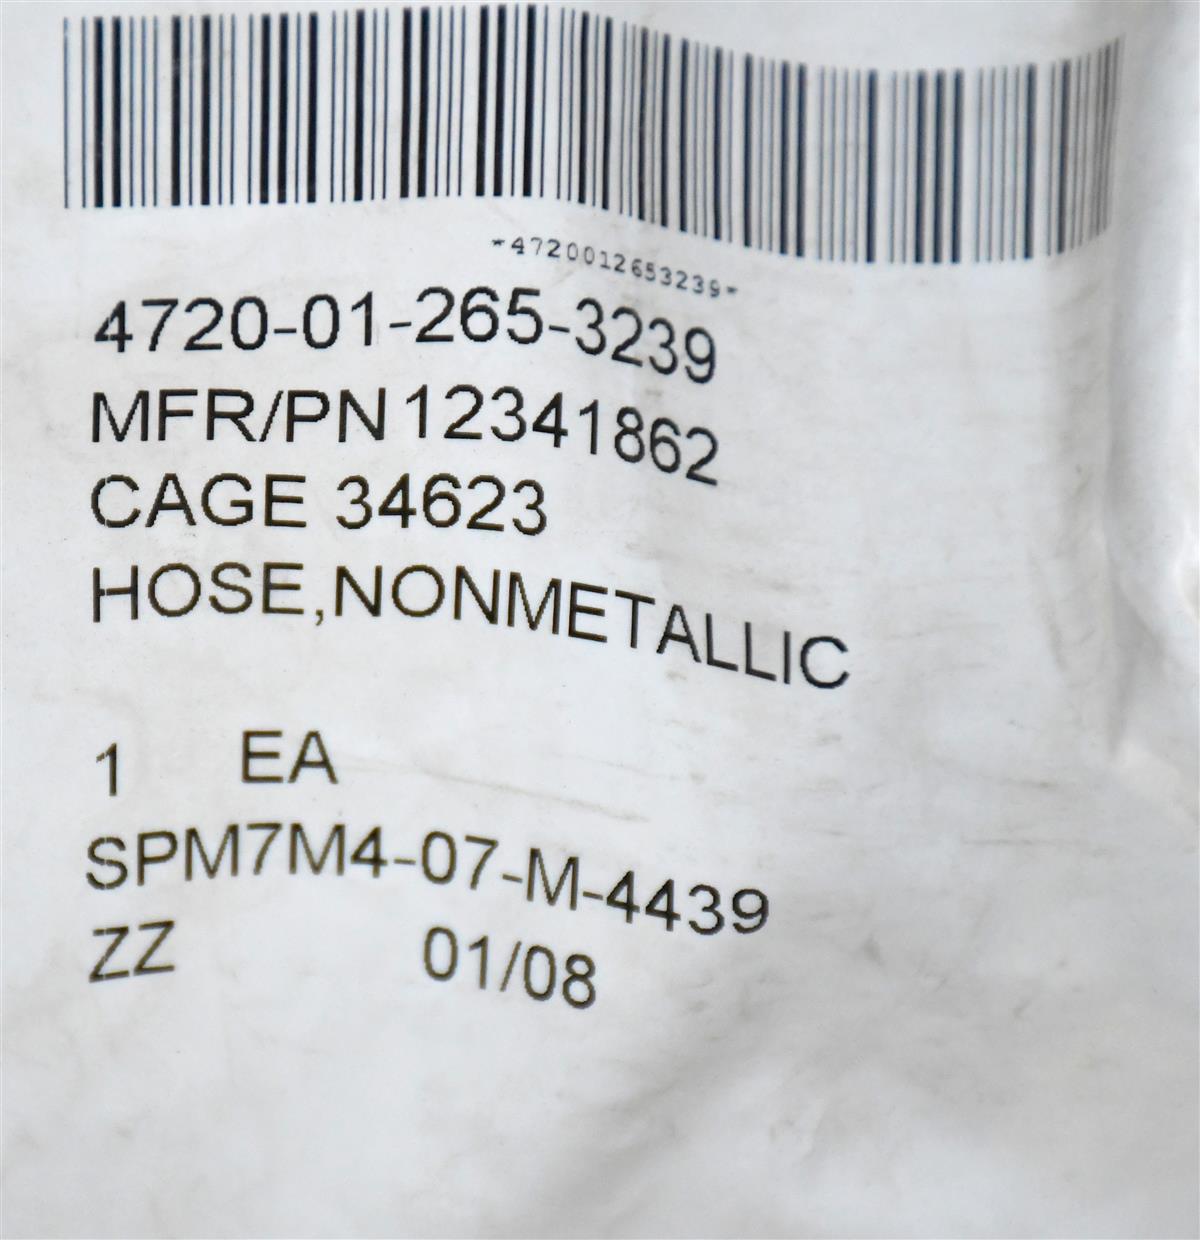 *4720012653239*
4720-01-265-3239
MFR/PN 12341862
CAGE 34623
HOSE,NONMETALLIC
1 EA
SPM7M4-07-M-4439
ZZ 01/08